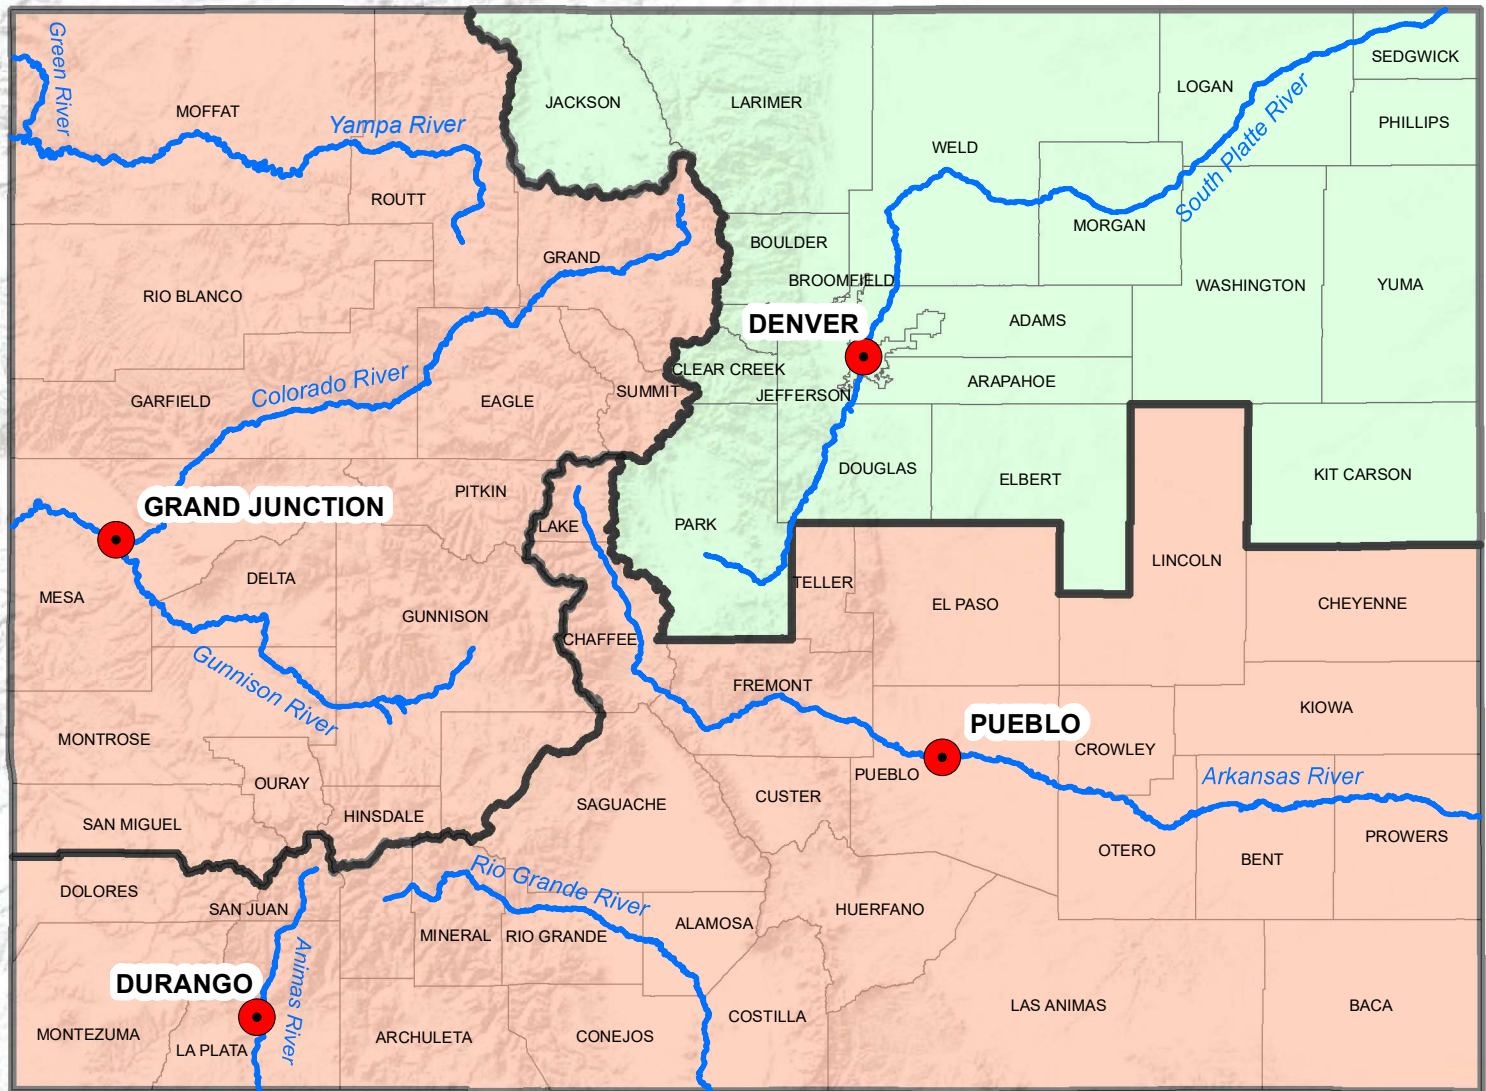 SEDGWICK
Green River
LOGAN
JACKSON
LARIMER
MOFFAT
PHILLIPS
Yampa River
WELD
South Platte River
ROUTT
MORGAN
BOULDER
GRAND
BROOMFIELD
WASHINGTON
YUMA
RIO BLANCO
DENVER
ADAMS
CLEAR CREEK
ARAPAHOE
Colorado River
SUMMIT
JEFFERSON
GARFIELD
EAGLE
DOUGLAS
ELBERT
KIT CARSON
PITKIN
GRAND JUNCTION
LAKE
PARK
LINCOLN
DELTA
TELLER
MESA
EL PASO
CHEYENNE
GUNNISON
CHAFFEE
Gunnison River
FREMONT
KIOWA
PUEBLO
MONTROSE
CROWLEY
PUEBLO
Arkansas River
OURAY
CUSTER
SAGUACHE
HINSDALE
SAN MIGUEL
PROWERS
OTERO
BENT
DOLORES
Rio Grande River
SAN JUAN
HUERFANO
ALAMOSA
MINERAL
RIO GRANDE
Animas River
DURANGO
LAS ANIMAS
BACA
COSTILLA
MONTEZUMA
ARCHULETA
CONEJOS
LA PLATA